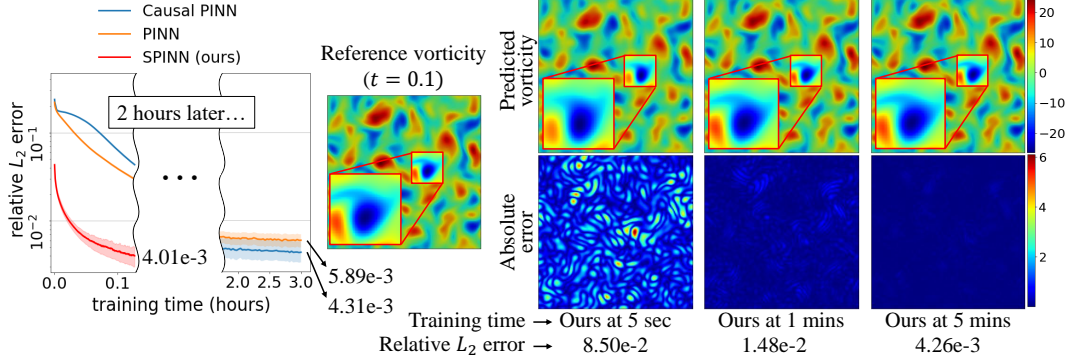 Causal PINN
PINN
SPINN (ours)
relative L₂ error
10⁻¹
10⁻²
2 hours later…
• • •
4.01e-3
0.0
0.1
2.0
2.5
3.0
training time (hours)
5.89e-3
4.31e-3
Reference vorticity
(t = 0.1)
Predicted
vorticity
20
10
0
−10
−20
Absolute
error
6
4
2
Training time → Ours at 5 sec Ours at 1 mins Ours at 5 mins
Relative L₂ error → 8.50e-2 1.48e-2 4.26e-3